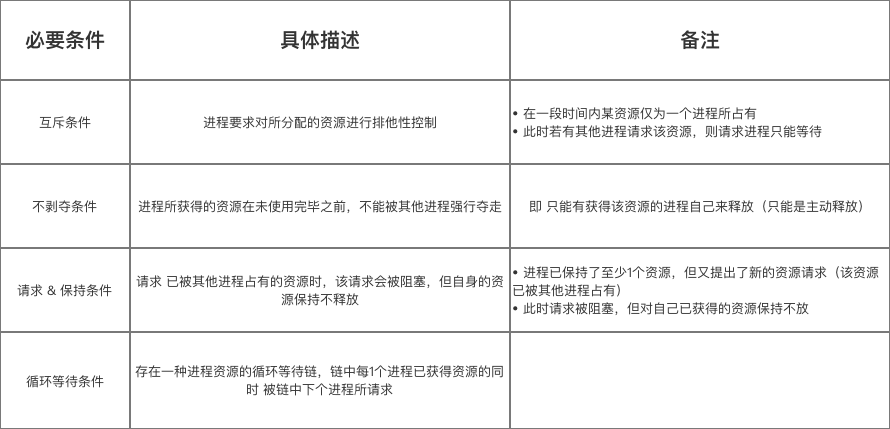 必要条件
具体描述
备注
互斥条件
进程要求对所分配的资源进行排他性控制
• 在一段时间内某资源仅为一个进程所占有
• 此时若有其他进程请求该资源，则请求进程只能等待
不剥夺条件
进程所获得的资源在未使用完毕之前，不能被其他进程强行夺走
即 只能有获得该资源的进程自己来释放（只能是主动释放）
请求 & 保持条件
请求 已被其他进程占有的资源时，该请求会被阻塞，但自身的资
源保持不释放
• 进程已保持了至少1个资源，但又提出了新的资源请求（该资源
已被其他进程占有）
• 此时请求被阻塞，但对自己已获得的资源保持不放
循环等待条件
存在一种进程资源的循环等待链，链中每1个进程已获得资源的同
时 被链中下个进程所请求